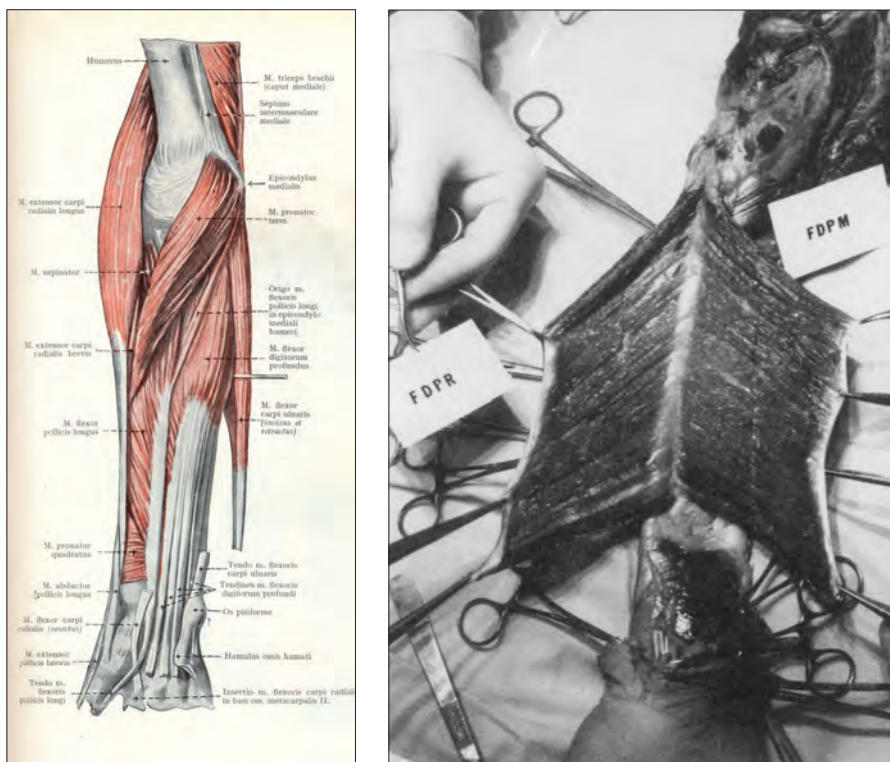 Humerus
M. triceps brachii
(caput mediale)
Septum
intermusculare
mediale
Epicondylus
medialis
M. extensor carpi
radialis longus
M. pronator
teres
M. supinator
Origo m.
flexoris
pollicis longi
in epicondylo
mediali
humeri
M. extensor carpi
radialis brevis
M. flexor
digitorum
profundus
M. flexor
pollicis longus
M. flexor
carpi ulnaris
retractus)
M. pronator
quadratus
Tendo m. flexoris
carpi ulnaris
M. abductor
pollicis longus
Tendines m. flexoris
digitorum profundi
M. flexor carpi
radialis
Os pisiforme
M. extensor
pollicis brevis
Hamulus ossis hamati
Tendo m.
flexoris
pollicis longi
Insertio m. flexoris carpi radial
in basi oss. metacarpalis II.
FDPM
FDPR